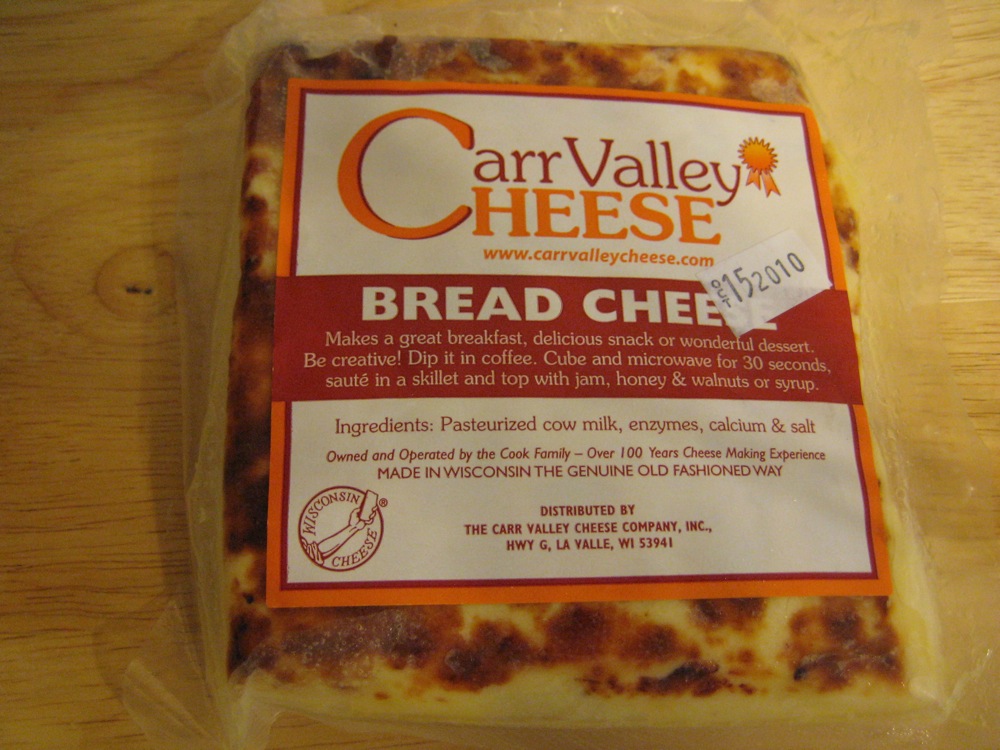 Carr Valley
CHEESE
www.carrvalleycheese.com
OCT 15 2010
BREAD CHEESE
Makes a great breakfast, delicious snack or wonderful dessert.
Be creative! Dip it in coffee. Cube and microwave for 30 seconds,
sauté in a skillet and top with jam, honey & walnuts or syrup.
Ingredients: Pasteurized cow milk, enzymes, calcium & salt
Owned and Operated by the Cook Family – Over 100 Years Cheese Making Experience
MADE IN WISCONSIN THE GENUINE OLD FASHIONED WAY
WISCONSIN ®
CHEESE
DISTRIBUTED BY
THE CARR VALLEY CHEESE COMPANY, INC.,
HWY G, LA VALLE, WI 53941